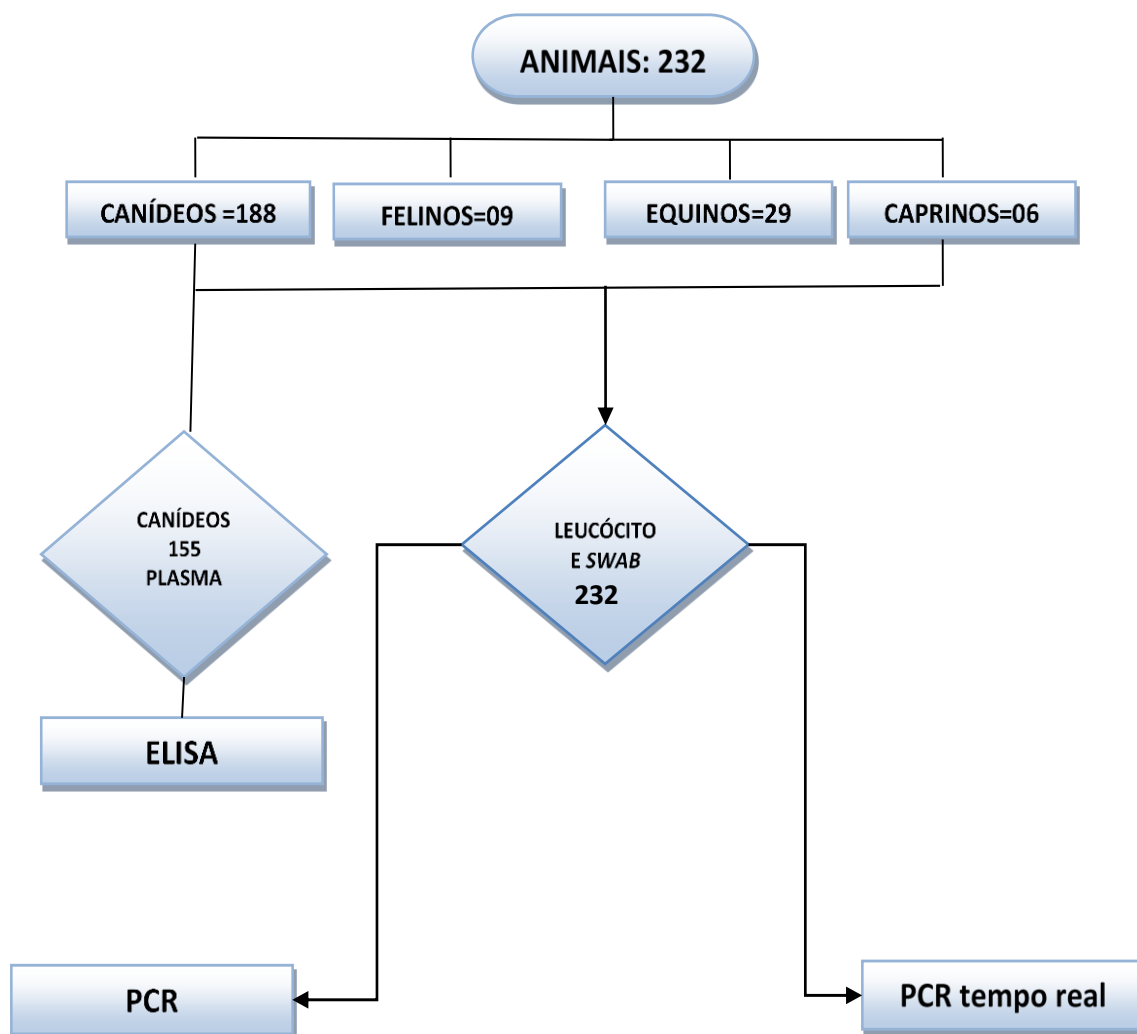 ANIMAIS: 232
CANÍDEOS =188
FELINOS=09
EQUINOS=29
CAPRINOS=06
CANÍDEOS
155
PLASMA
LEUCÓCITO
E SWAB
232
ELISA
PCR
PCR tempo real